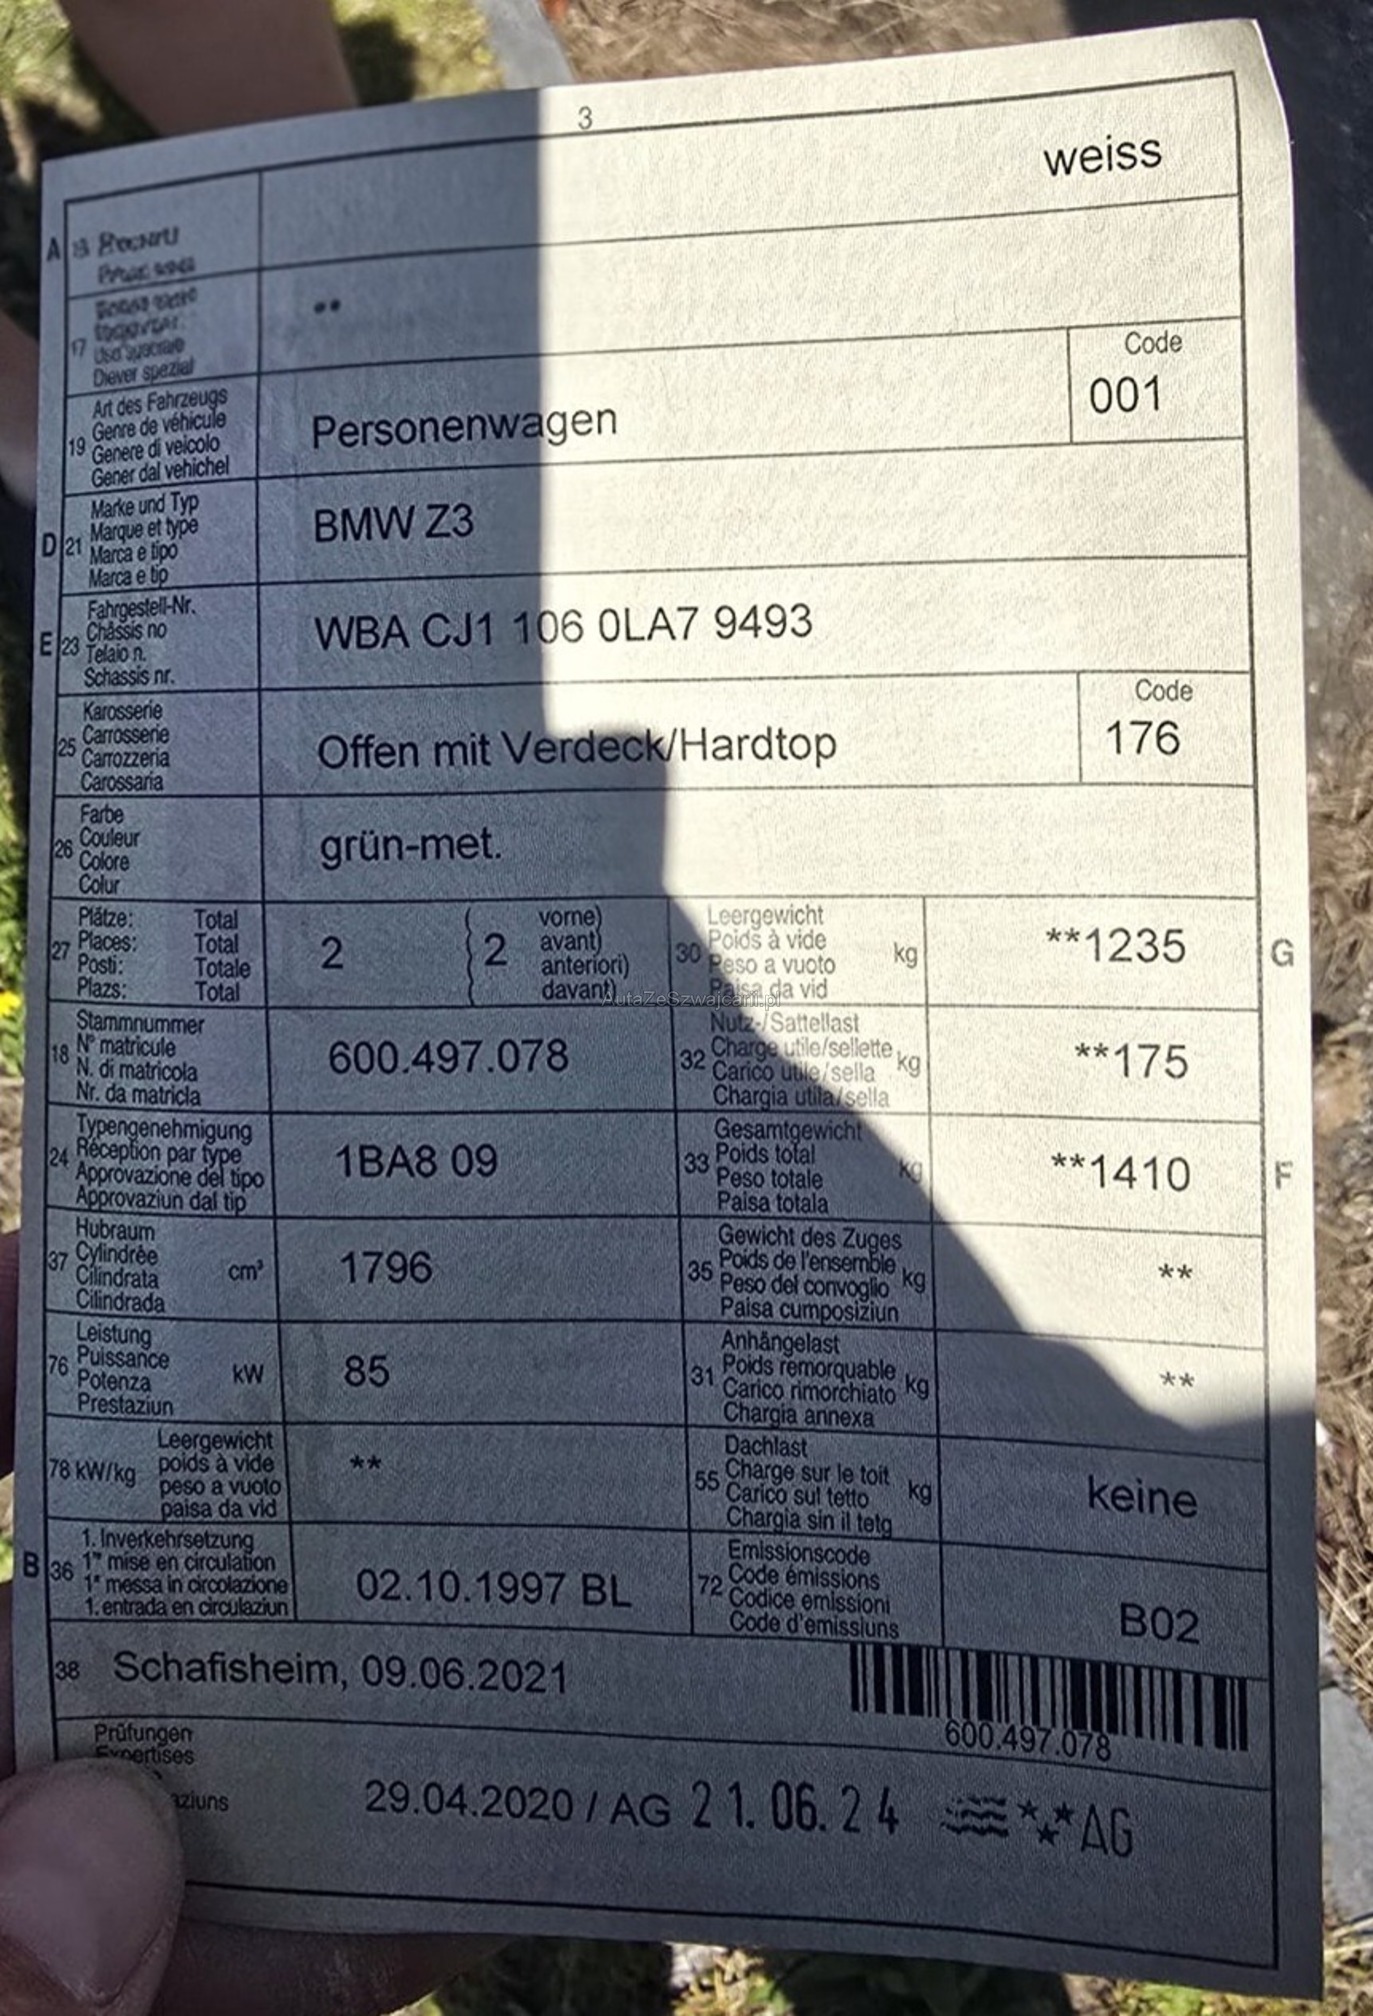 3
weiss
A
**
17
Diever spezial
Code
001
Art des Fahrzeugs
19 Genre de véhicule
Genere di veicolo
Gener dal vehichel
Personenwagen
Marke und Typ
D 21 Marque et type
Marca e tipo
Marca e tip
BMW Z3
Fahrgestell-Nr.
E 23 Châssis no
Telaio n.
Schassis nr.
WBA CJ1 106 0LA7 9493
Karosserie
25 Carrosserie
Carrozzeria
Carossaria
Offen mit Verdeck/Hardtop
Code
176
Farbe
26 Couleur
Colore
Colur
grün-met.
Plätze: Total
27 Places: Total
Posti: Totale
Plazs: Total
2 ( 2 vorne)
avant)
anteriori)
davant)
Leergewicht
30 Poids à vide kg
Peso a vuoto
Paisa da vid
**1235 G
AutaZeSzwajcarii.pl
Stammnummer
18 N° matricule
N. di matricola
Nr. da matricla
600.497.078
Nutz-/Sattellast
32 Charge utile/sellette kg
Carico utile/sella
Chargia utila/sella
**175
Typengenehmigung
24 Réception par type
Approvazione del tipo
Approvaziun dal tip
1BA8 09
Gesamtgewicht
33 Poids total kg
Peso totale
Paisa totala
**1410 F
Hubraum
37 Cylindrée cm³
Cilindrata
Cilindrada
1796
Gewicht des Zuges
35 Poids de l'ensemble kg
Peso del convoglio
Paisa cumposiziun
**
Leistung
76 Puissance kW
Potenza
Prestaziun
85
Anhängelast
31 Poids remorquable kg
Carico rimorchiato
Chargia annexa
**
Leergewicht
78 kW/kg poids à vide
peso a vuoto
paisa da vid
**
Dachlast
55 Charge sur le toit kg
Carico sul tetto
Chargia sin il tetg
keine
1. Inverkehrsetzung
B 36 1re mise en circulation
1a messa in circolazione
1. entrada en circulaziun
02.10.1997 BL
Emissionscode
72 Code émissions
Codice emissioni
Code d'emissiuns
B02
38 Schafisheim, 09.06.2021
600.497.078
Prüfungen
Expertises
29.04.2020 / AG 21.06.24 AG